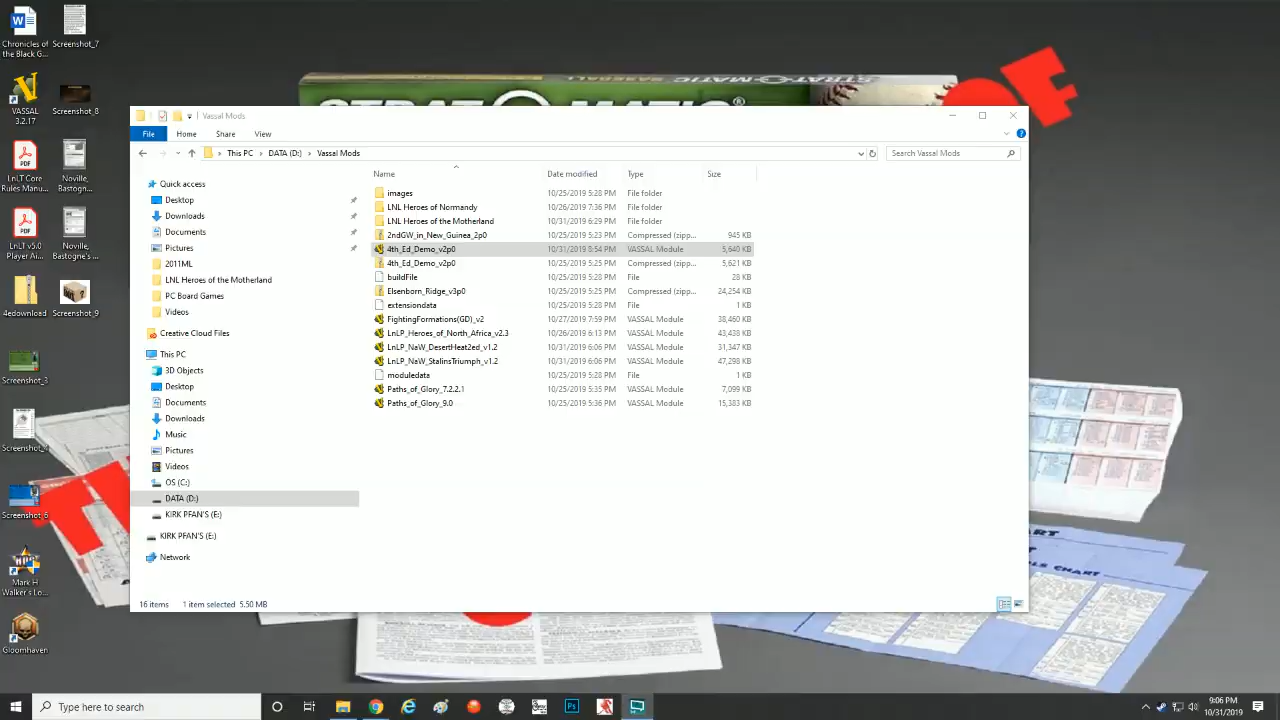 Chronicles of
the Black G...
Screenshot_7
VASSAL
3.2.17
Screenshot_8
LnLT Core
Rules Manu...
Noville,
Bastogn...
LnLT v5.0
Noville,
Bastogne's ...
4edownload
Screenshot_9
Screenshot_3
Screenshot_6
Mark H
Walker's Lo...
Gloomhaven
STRAT-O-MATIC®
Vassal Mods
File
Home
Share
View
This PC > DATA (D:) > Vassal Mods
Search Vassal Mods
Name Date modified Type Size
Quick access
Desktop
Downloads
Documents
Pictures
2011ML
LNL Heroes of the Motherland
PC Board Games
Videos
Creative Cloud Files
This PC
3D Objects
Desktop
Documents
Downloads
Music
Pictures
Videos
OS (C:)
DATA (D:)
KIRK PFAN'S (E:)
KIRK PFAN'S (E:)
Network
images 10/25/2019 5:28 PM File folder
LNL Heroes of Normandy 10/26/2019 7:36 PM File folder
LNL Heroes of the Motherland 10/31/2019 6:29 PM File folder
2ndGW_in_New_Guinea_2p0 10/25/2019 5:23 PM Compressed (zipp... 945 KB
4th_Ed_Demo_v2p0 10/31/2019 8:54 PM VASSAL Module 5,640 KB
4th_Ed_Demo_v2p0 10/25/2019 5:25 PM Compressed (zipp... 5,621 KB
buildFile 10/25/2019 5:28 PM File 28 KB
Elsenborn_Ridge_v3p0 10/25/2019 5:25 PM Compressed (zipp... 24,254 KB
extensiondata 10/25/2019 5:28 PM File 1 KB
FightingFormations(GD)_v2 10/27/2019 7:59 PM VASSAL Module 38,460 KB
LnLP_Heroes_of_North_Africa_v2.3 10/26/2019 6:13 PM VASSAL Module 43,438 KB
LnLP_NaW_DesertHeat2ed_v1.2 10/31/2019 6:06 PM VASSAL Module 31,347 KB
LnLP_NaW_StalinsTriumph_v1.2 10/31/2019 6:06 PM VASSAL Module 47,298 KB
moduledata 10/25/2019 5:28 PM File 1 KB
Paths_of_Glory_7.2.2.1 10/25/2019 5:35 PM VASSAL Module 7,099 KB
Paths_of_Glory_9.0 10/25/2019 5:36 PM VASSAL Module 15,383 KB
16 items 1 item selected 5.50 MB
Type here to search
9:06 PM
10/31/2019